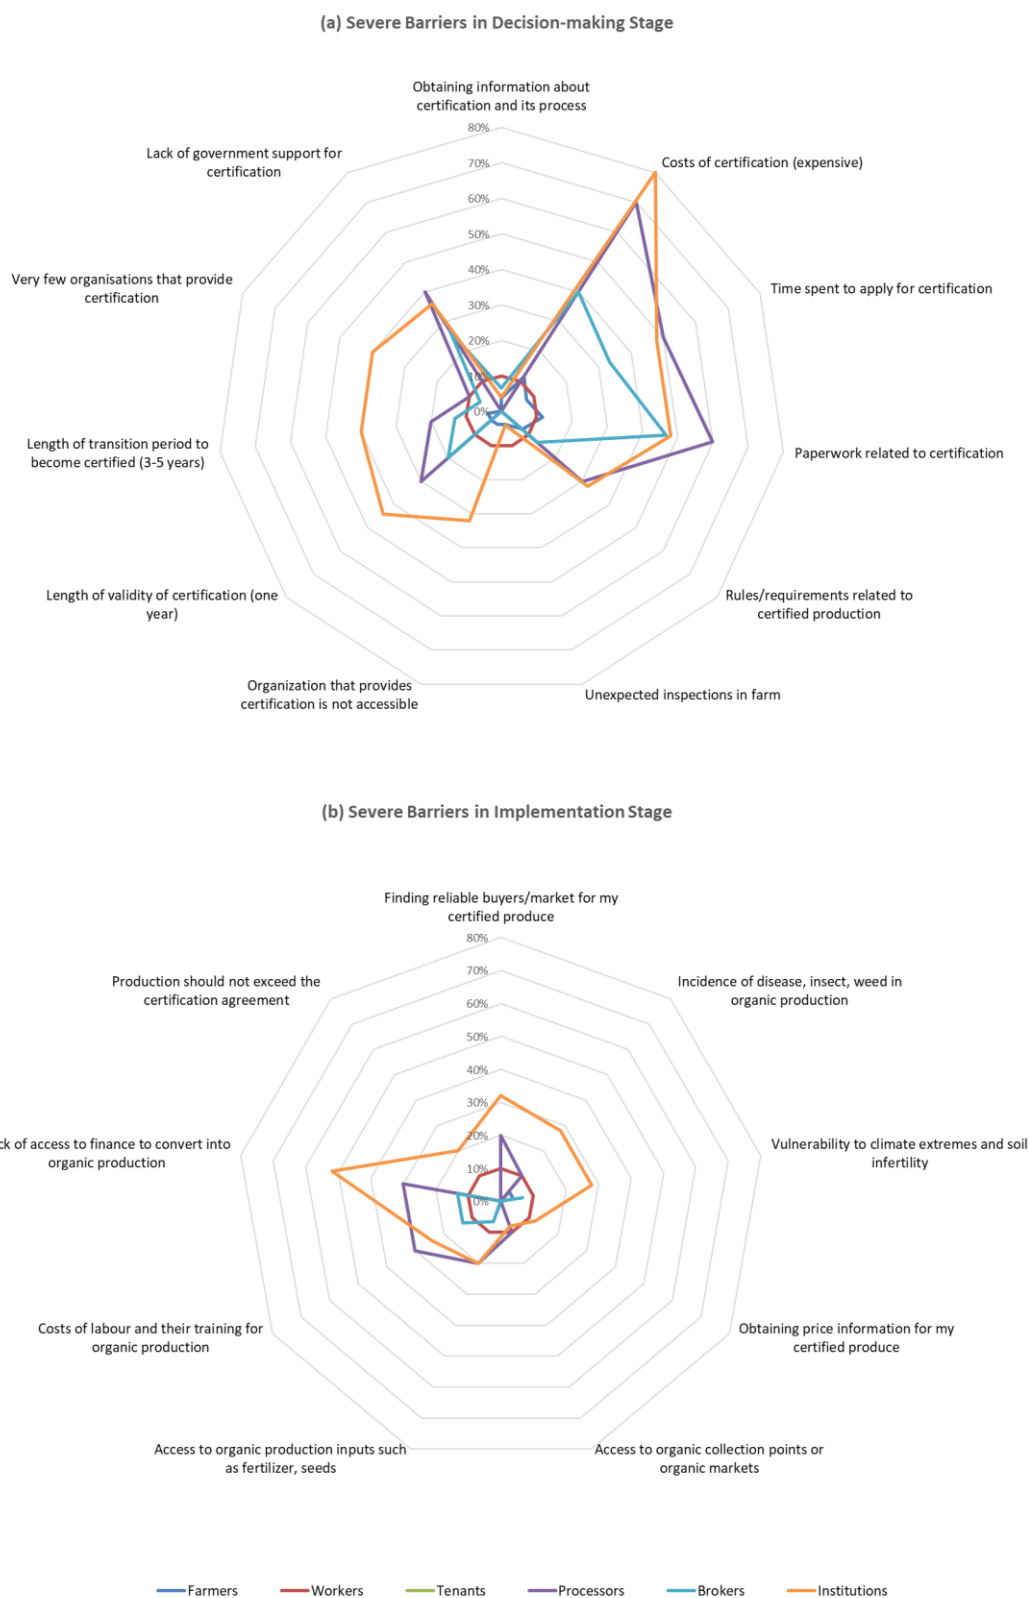 (a) Severe Barriers in Decision-making Stage
Obtaining information about
certification and its process
80%
70%
60%
50%
40%
30%
20%
10%
0%
Costs of certification (expensive)
Time spent to apply for certification
Paperwork related to certification
Rules/requirements related to
certified production
Unexpected inspections in farm
Organization that provides
certification is not accessible
Length of validity of certification (one
year)
Length of transition period to
become certified (3-5 years)
Very few organisations that provide
certification
Lack of government support for
certification
(b) Severe Barriers in Implementation Stage
Finding reliable buyers/market for my
certified produce
80%
70%
60%
50%
40%
30%
20%
10%
0%
Incidence of disease, insect, weed in
organic production
Vulnerability to climate extremes and soil
infertility
Obtaining price information for my
certified produce
Access to organic collection points or
organic markets
Access to organic production inputs such
as fertilizer, seeds
Costs of labour and their training for
organic production
ck of access to finance to convert into
organic production
Production should not exceed the
certification agreement
Farmers
Workers
Tenants
Processors
Brokers
Institutions